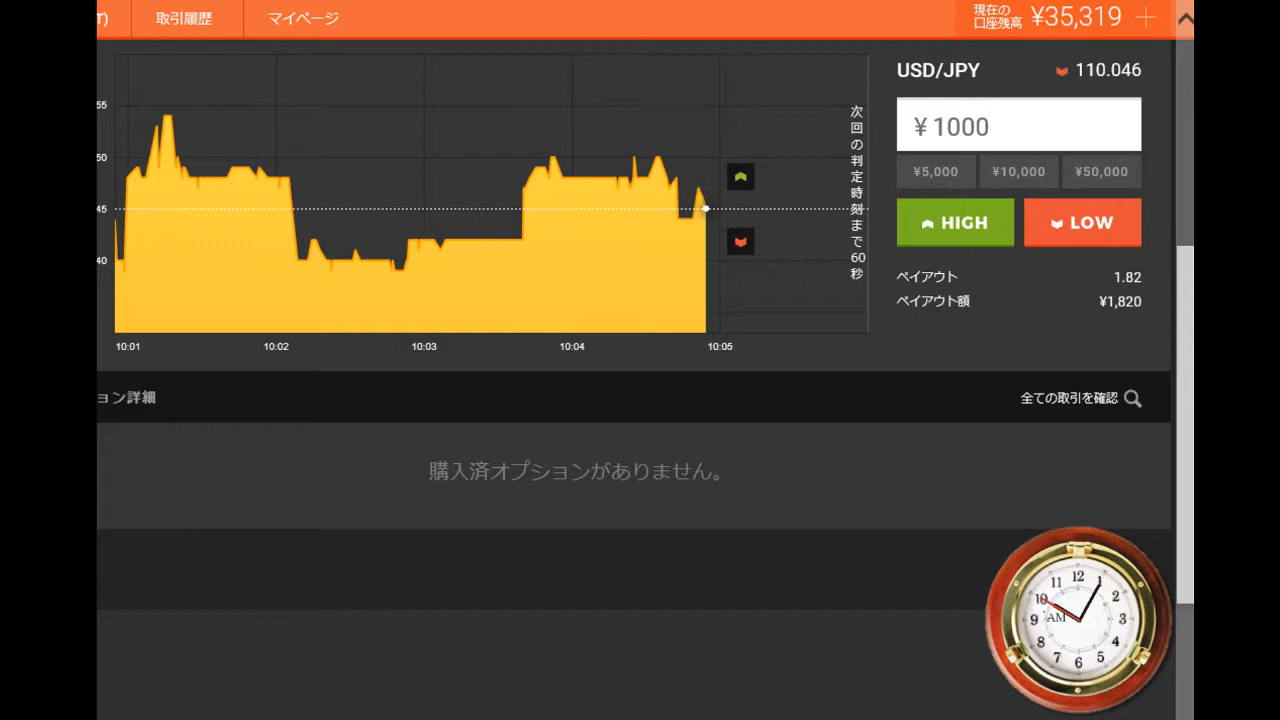 T)
取引履歴
マイページ
現在の
口座残高
¥35,319
55
50
45
40
10:01
10:02
10:03
10:04
10:05
次回の判定時刻まで60秒
USD/JPY
110.046
¥ 1000
¥5,000
¥10,000
¥50,000
HIGH
LOW
ペイアウト
1.82
ペイアウト額
¥1,820
ョン詳細
全ての取引を確認
購入済オプションがありません。
12
1
2
3
4
5
6
7
8
9
10
11
AM